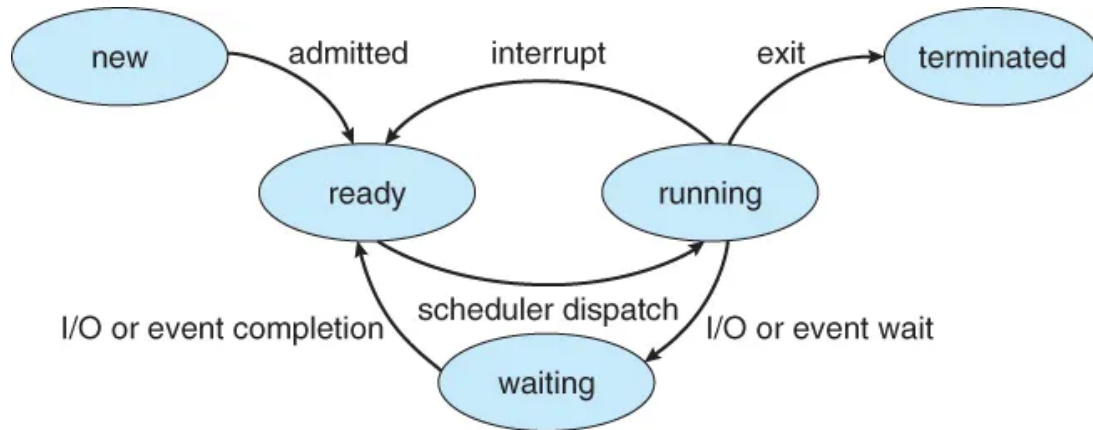 new
admitted
interrupt
exit
terminated
ready
running
scheduler dispatch
I/O or event completion
I/O or event wait
waiting